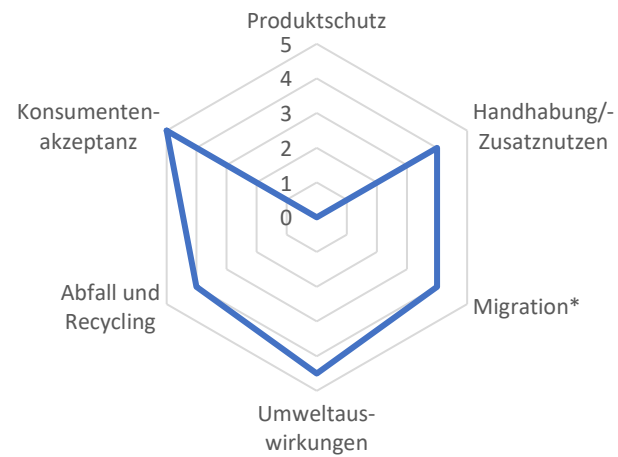 Produktschutz
5
4
3
2
1
0
Handhabung/-
Zusatznutzen
Migration*
Umweltaus-
wirkungen
Abfall und
Recycling
Konsumenten-
akzeptanz